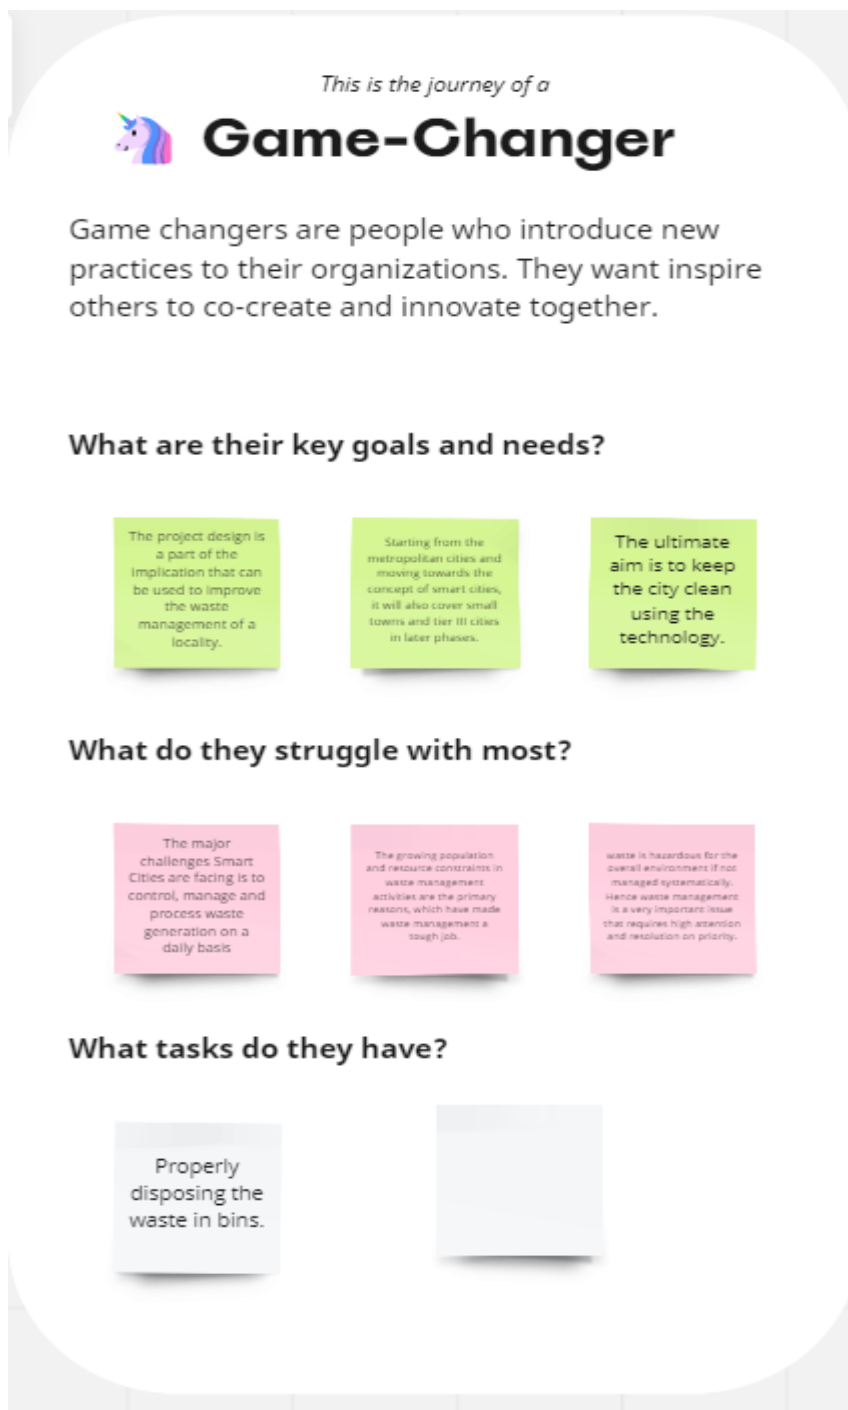 This is the journey of a
Game-Changer
Game changers are people who introduce new
practices to their organizations. They want inspire
others to co-create and innovate together.
What are their key goals and needs?
The project design is
a part of the
implication that can
be used to improve
the waste
management of a
locality.
Starting from the
metropolitan cities and
moving towards the
concept of smart cities,
it will also cover small
towns and tier III cities
in later phases.
The ultimate
aim is to keep
the city clean
using the
technology.
What do they struggle with most?
The major
challenges Smart
Cities are facing is to
control, manage and
process waste
generation on a
daily basis
The growing population
and resource constraints in
waste management
activities are the primary
reasons, which have made
waste management a
tough job.
waste is hazardous for the
overall environment if not
managed systematically.
Hence waste management
is a very important issue
that requires high attention
and resolution on priority.
What tasks do they have?
Properly
disposing the
waste in bins.